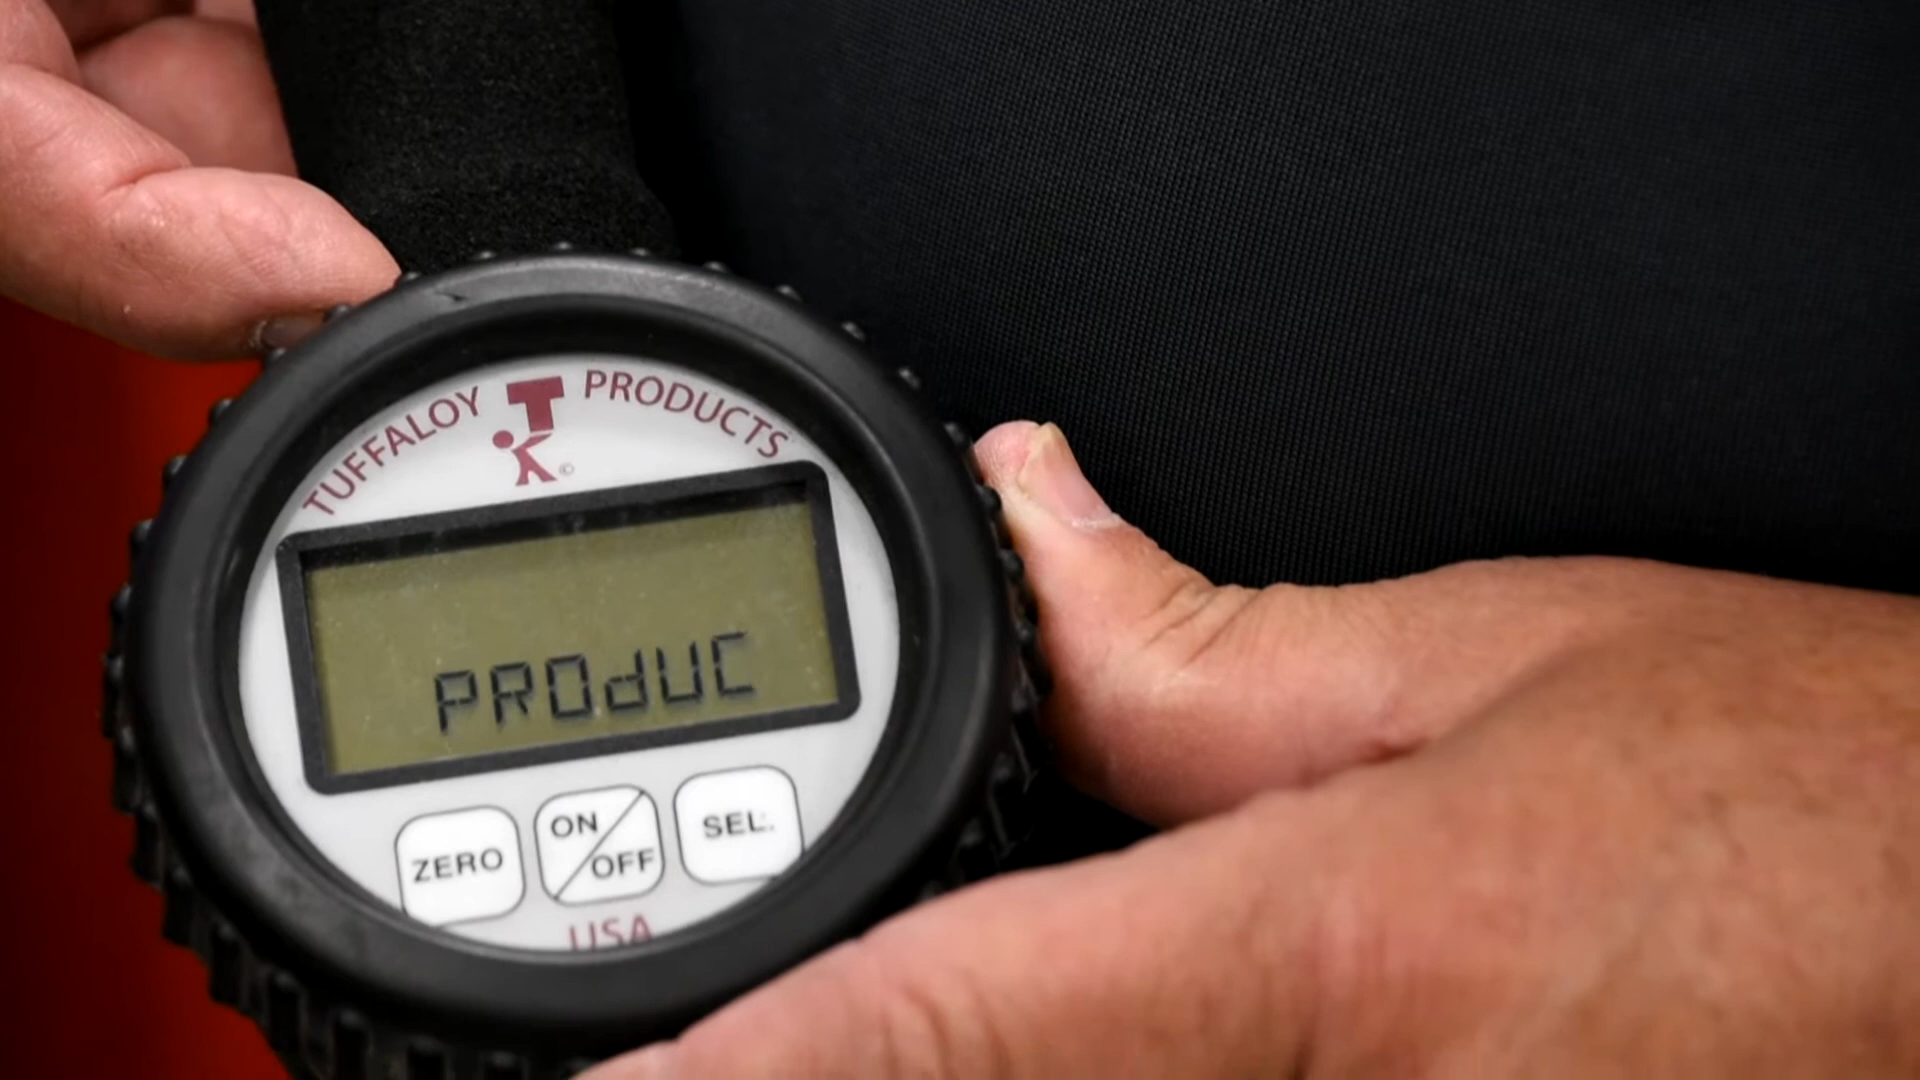 TUFFALOY PRODUCTS
©
PROdUC
ZERO
ON/OFF
SEL.
USA